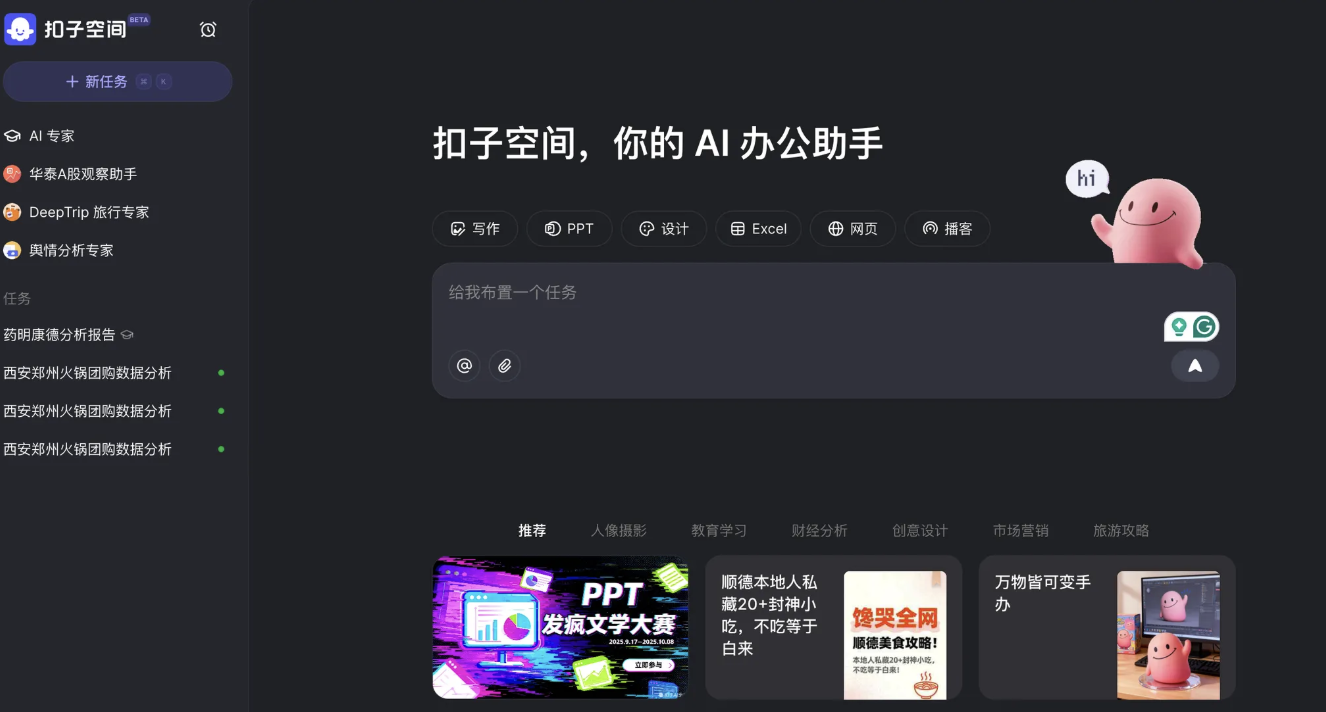 扣子空间 BETA
+ 新任务 ⌘ K
AI 专家
华泰A股观察助手
DeepTrip 旅行专家
舆情分析专家
任务
药明康德分析报告
西安郑州火锅团购数据分析
西安郑州火锅团购数据分析
西安郑州火锅团购数据分析
扣子空间，你的 AI 办公助手
hi
写作 PPT 设计 Excel 网页 播客
给我布置一个任务
推荐 人像摄影 教育学习 财经分析 创意设计 市场营销 旅游攻略
PPT
发疯文学大赛
2025.9.17—2025.10.08
立即参与
顺德本地人私
藏20+封神小
吃，不吃等于
白来
馋哭全网
顺德美食攻略!
本地人私藏20+封神小吃，
不吃等于白来!
万物皆可变手
办